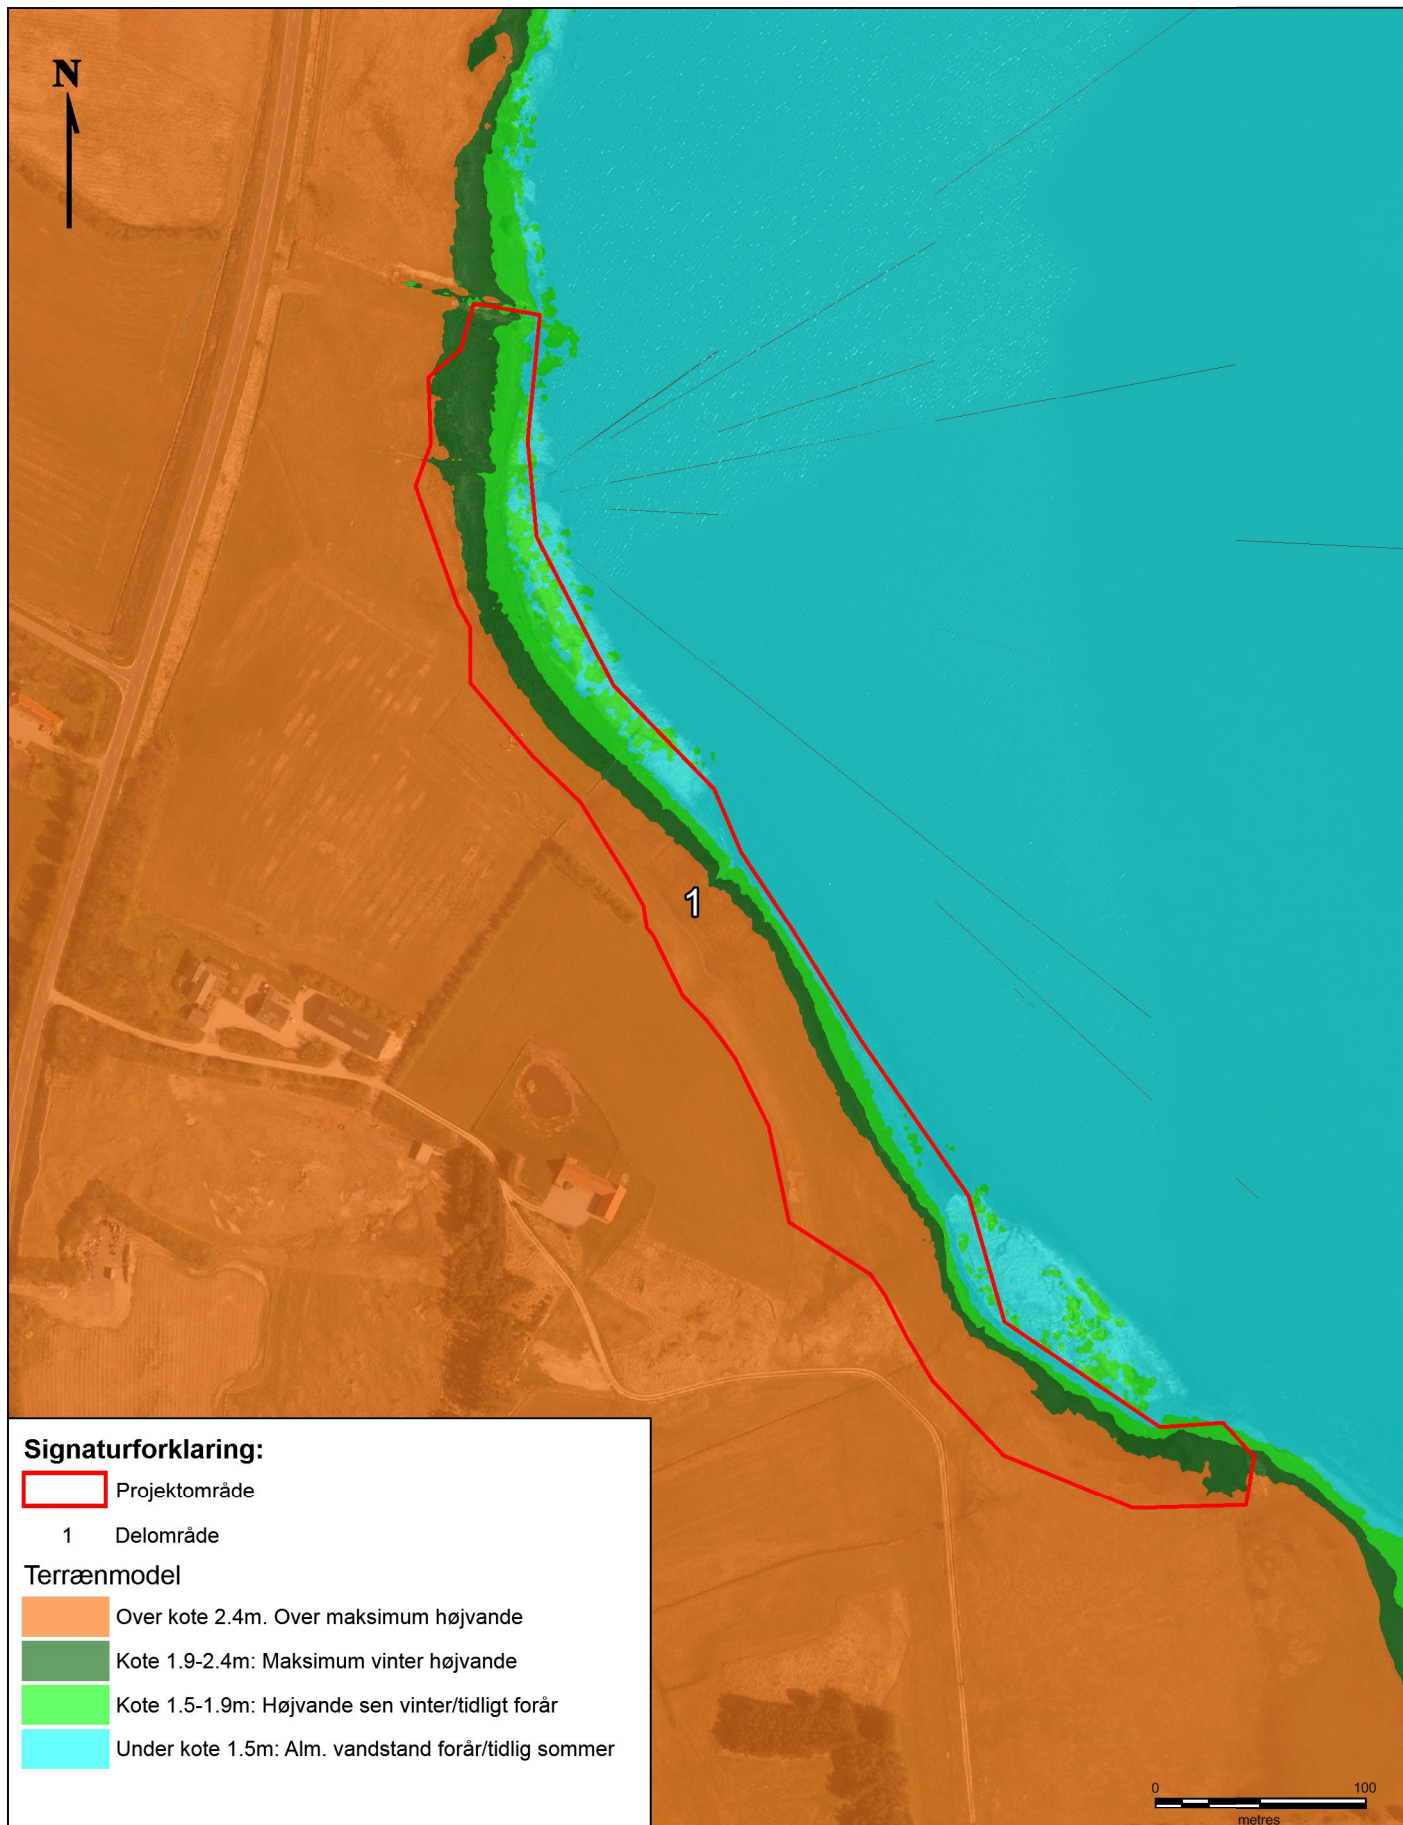 N
1
Signaturforklaring:
Projektområde
1 Delområde
Terrænmodel
Over kote 2.4m. Over maksimum højvande
Kote 1.9-2.4m: Maksimum vinter højvande
Kote 1.5-1.9m: Højvande sen vinter/tidligt forår
Under kote 1.5m: Alm. vandstand forår/tidlig sommer
0 100
metres